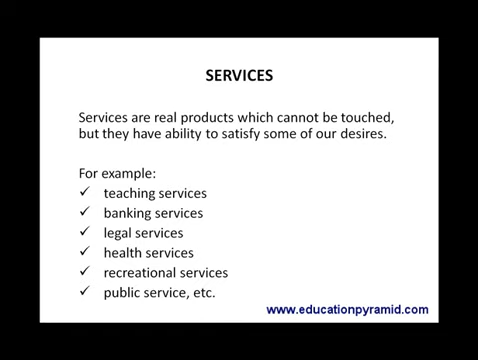 SERVICES
Services are real products which cannot be touched,
but they have ability to satisfy some of our desires.
For example:
✓ teaching services
✓ banking services
✓ legal services
✓ health services
✓ recreational services
✓ public service, etc.
www.educationpyramid.com